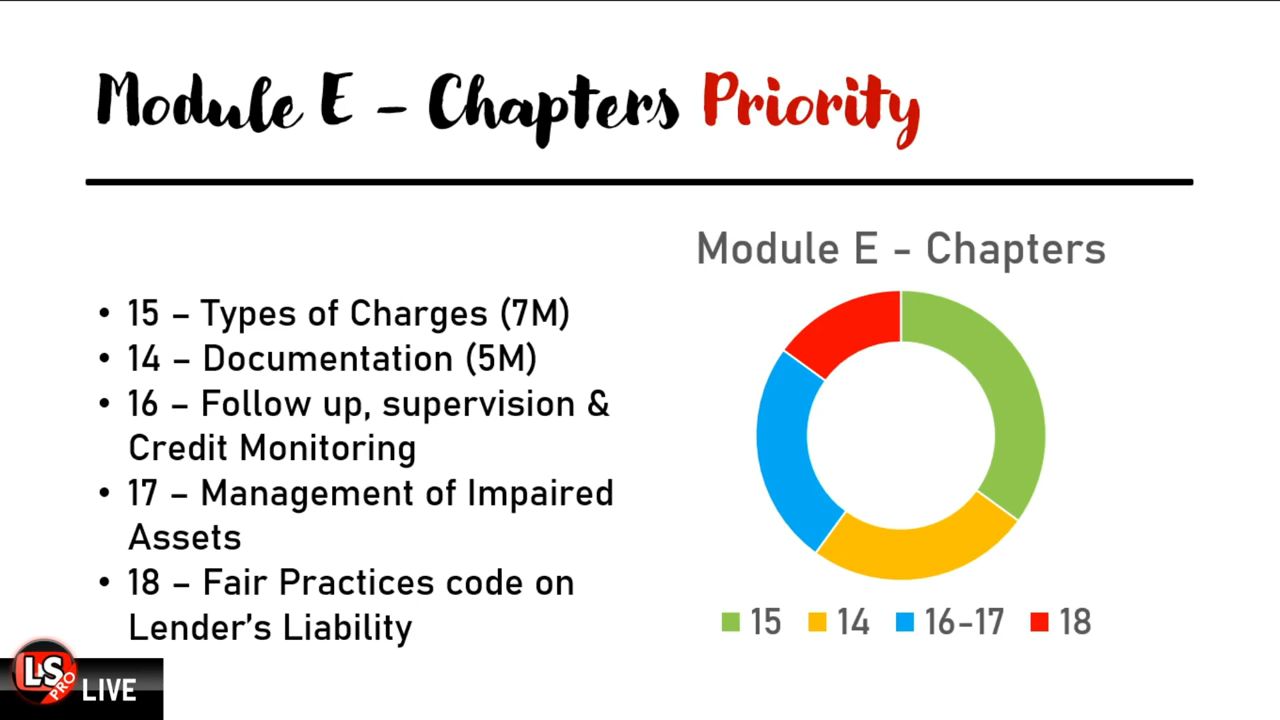 Module E – Chapters Priority
• 15 – Types of Charges (7M)
• 14 – Documentation (5M)
• 16 – Follow up, supervision &
Credit Monitoring
• 17 – Management of Impaired
Assets
• 18 – Fair Practices code on
Lender's Liability
Module E - Chapters
15 14 16-17 18
LS PRO LIVE